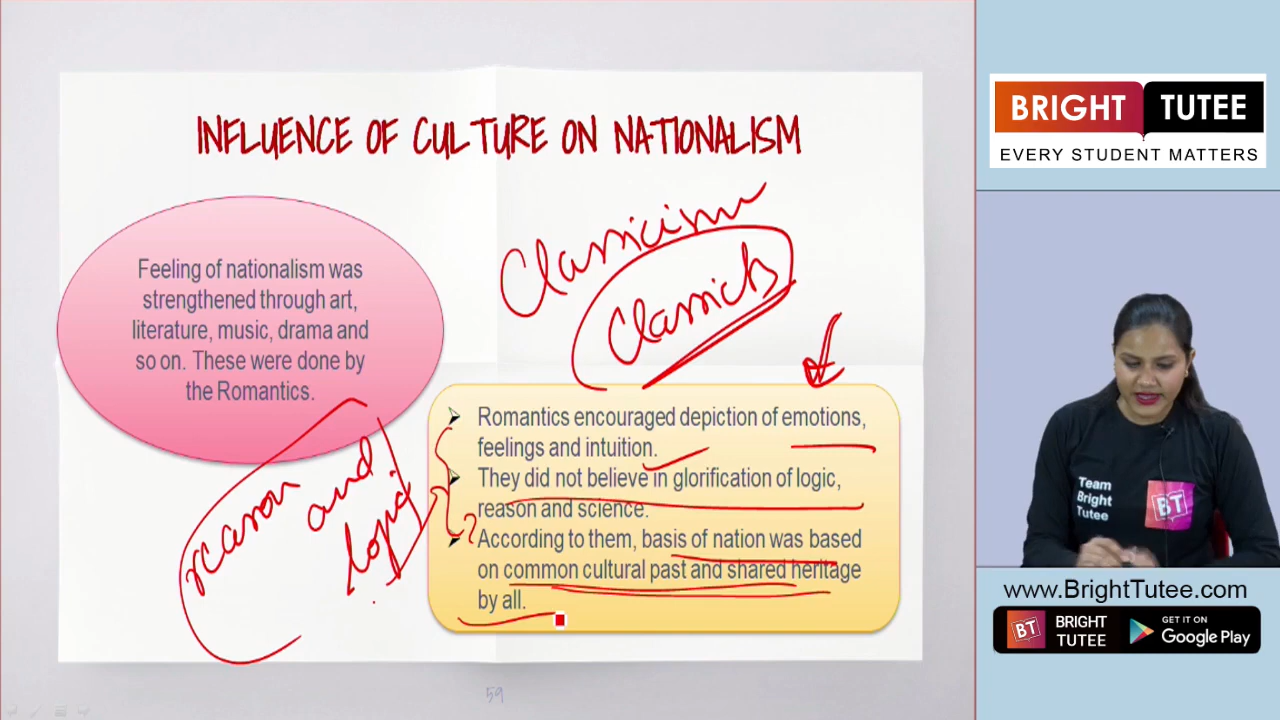 INFLUENCE OF CULTURE ON NATIONALISM
Feeling of nationalism was
strengthened through art,
literature, music, drama and
so on. These were done by
the Romantics.
Classicism
Classicts
reason
and
logic
Romantics encouraged depiction of emotions,
feelings and intuition.
They did not believe in glorification of logic,
reason and science.
According to them, basis of nation was based
on common cultural past and shared heritage
by all.
59
BRIGHT TUTEE
EVERY STUDENT MATTERS
Team
Bright
Tutee
BT
www.BrightTutee.com
BT
BRIGHT
TUTEE
GET IT ON
Google Play